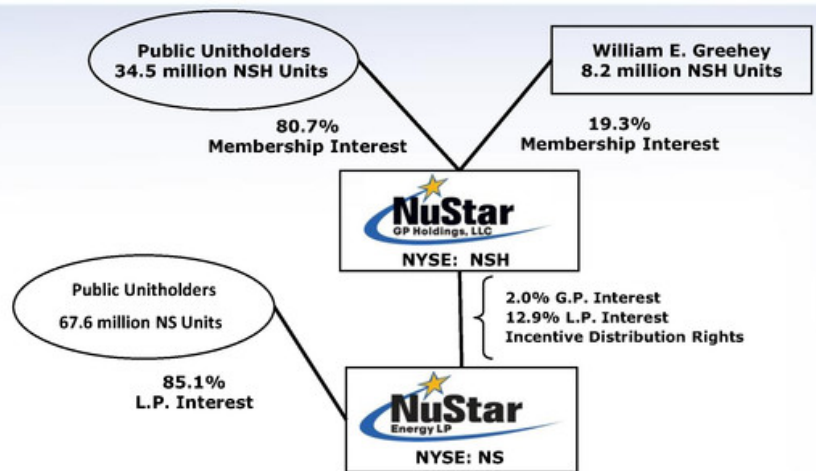 Public Unitholders
34.5 million NSH Units
William E. Greehey
8.2 million NSH Units
80.7%
Membership Interest
19.3%
Membership Interest
NuStar
GP Holdings, LLC
NYSE: NSH
Public Unitholders
67.6 million NS Units
2.0% G.P. Interest
12.9% L.P. Interest
Incentive Distribution Rights
85.1%
L.P. Interest
NuStar
Energy LP
NYSE: NS